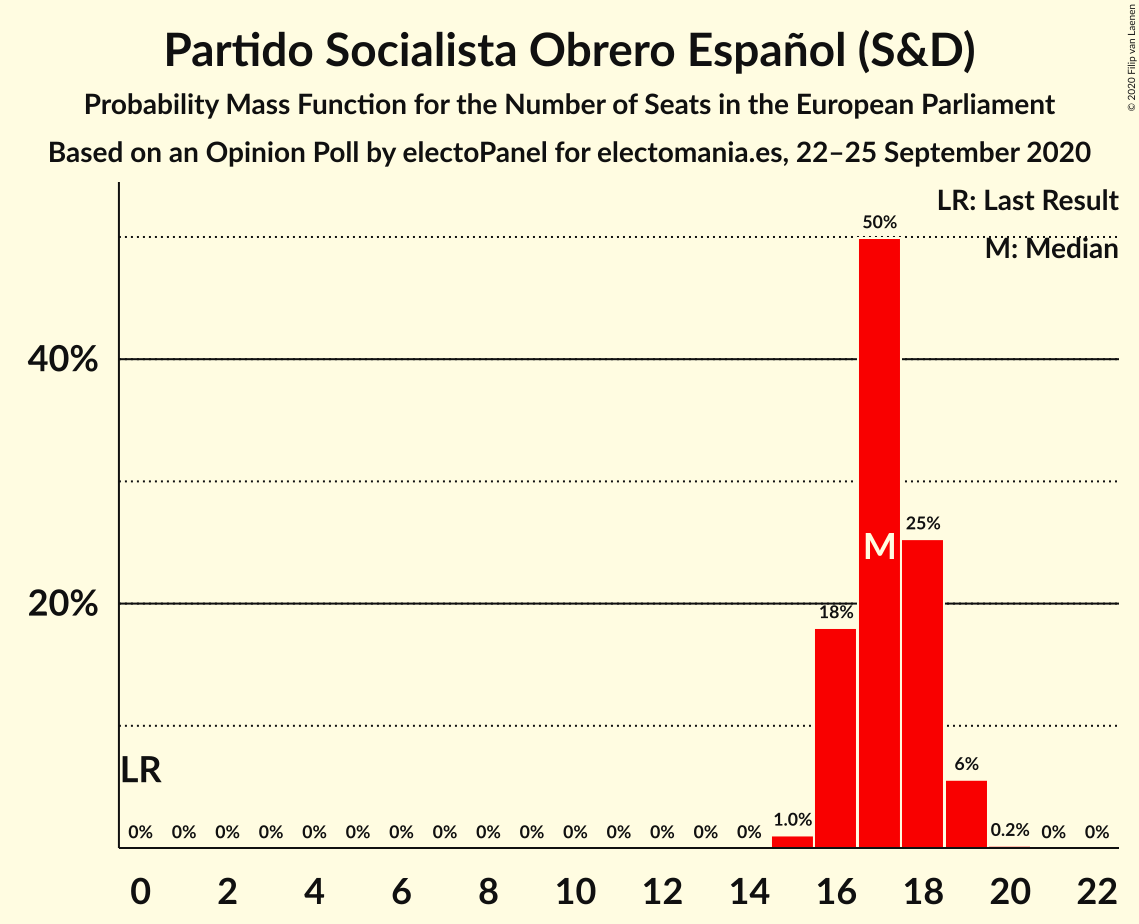 Partido Socialista Obrero Español (S&D)
Probability Mass Function for the Number of Seats in the European Parliament
Based on an Opinion Poll by electoPanel for electomania.es, 22–25 September 2020
© 2020 Filip van Laenen
LR: Last Result
M: Median
50%
40%
25%
M
20%
18%
LR
6%
0% 0% 0% 0% 0% 0% 0% 0% 0% 0% 0% 0% 0% 0% 0% 1.0% 0.2% 0% 0%
0 2 4 6 8 10 12 14 16 18 20 22